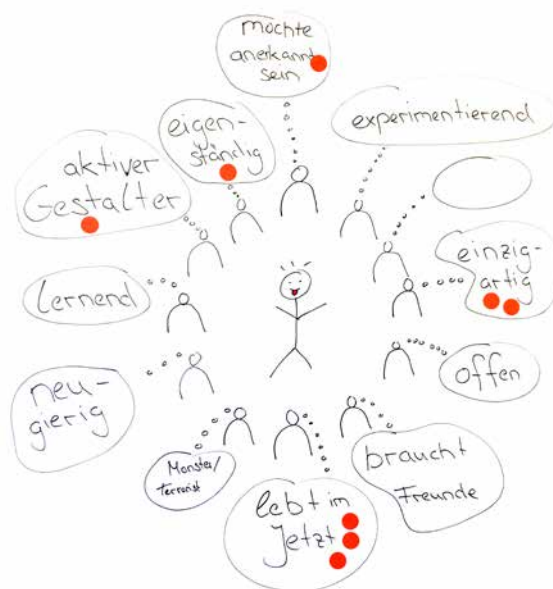 möchte
anerkannt
sein
experimentierend
eigen-
ständig
aktiver
Gestalter
einzig-
artig
lernend
offen
neu-
gierig
braucht
Freunde
Monster/
Terrorist
lebt im
Jetzt